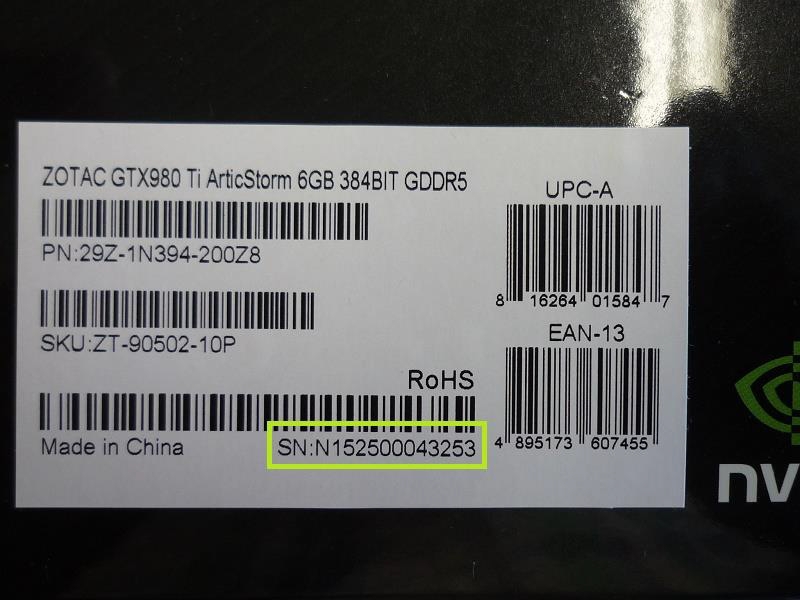 ZOTAC GTX980 Ti ArticStorm 6GB 384BIT GDDR5
PN:29Z-1N394-200Z8
SKU:ZT-90502-10P
RoHS
Made in China
SN:N152500043253
UPC-A
8 16264 01584 7
EAN-13
4 895173 607455
nv